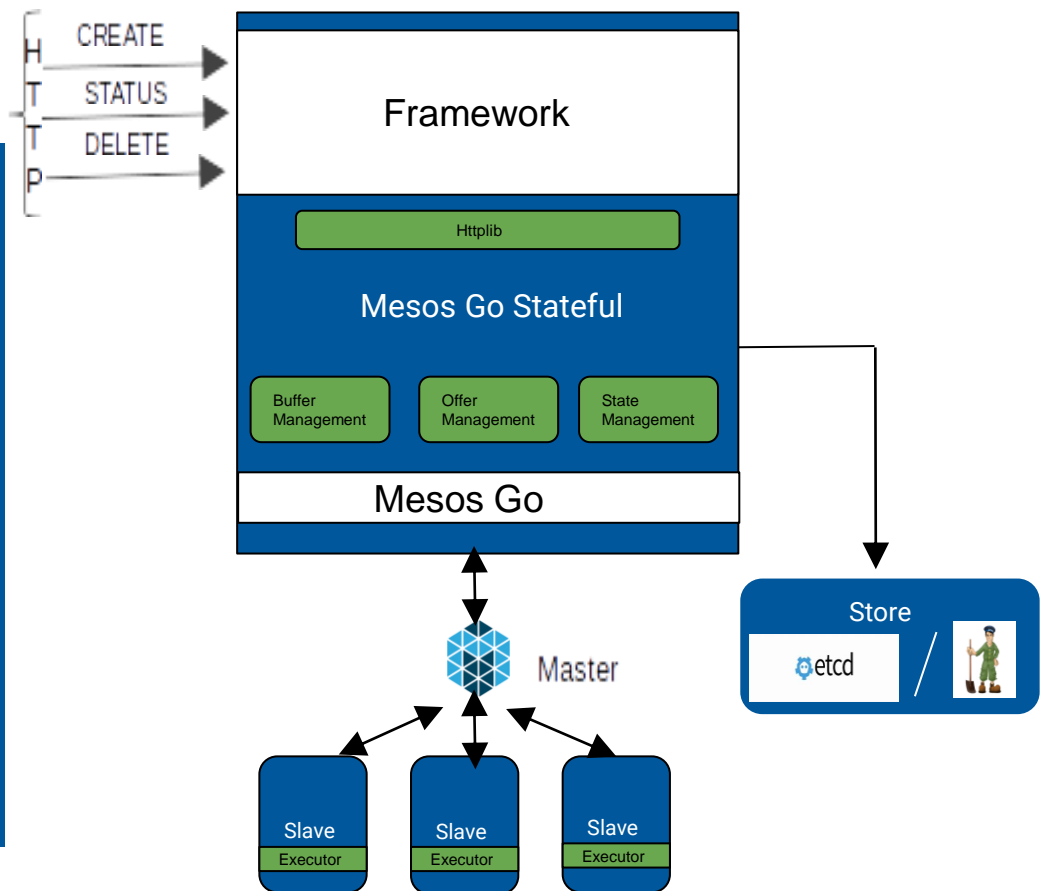 HTTP
CREATE
STATUS
DELETE
Framework
Httplib
Mesos Go Stateful
Buffer
Management
Offer
Management
State
Management
Mesos Go
Master
Store
etcd
Slave
Executor
Slave
Executor
Slave
Executor